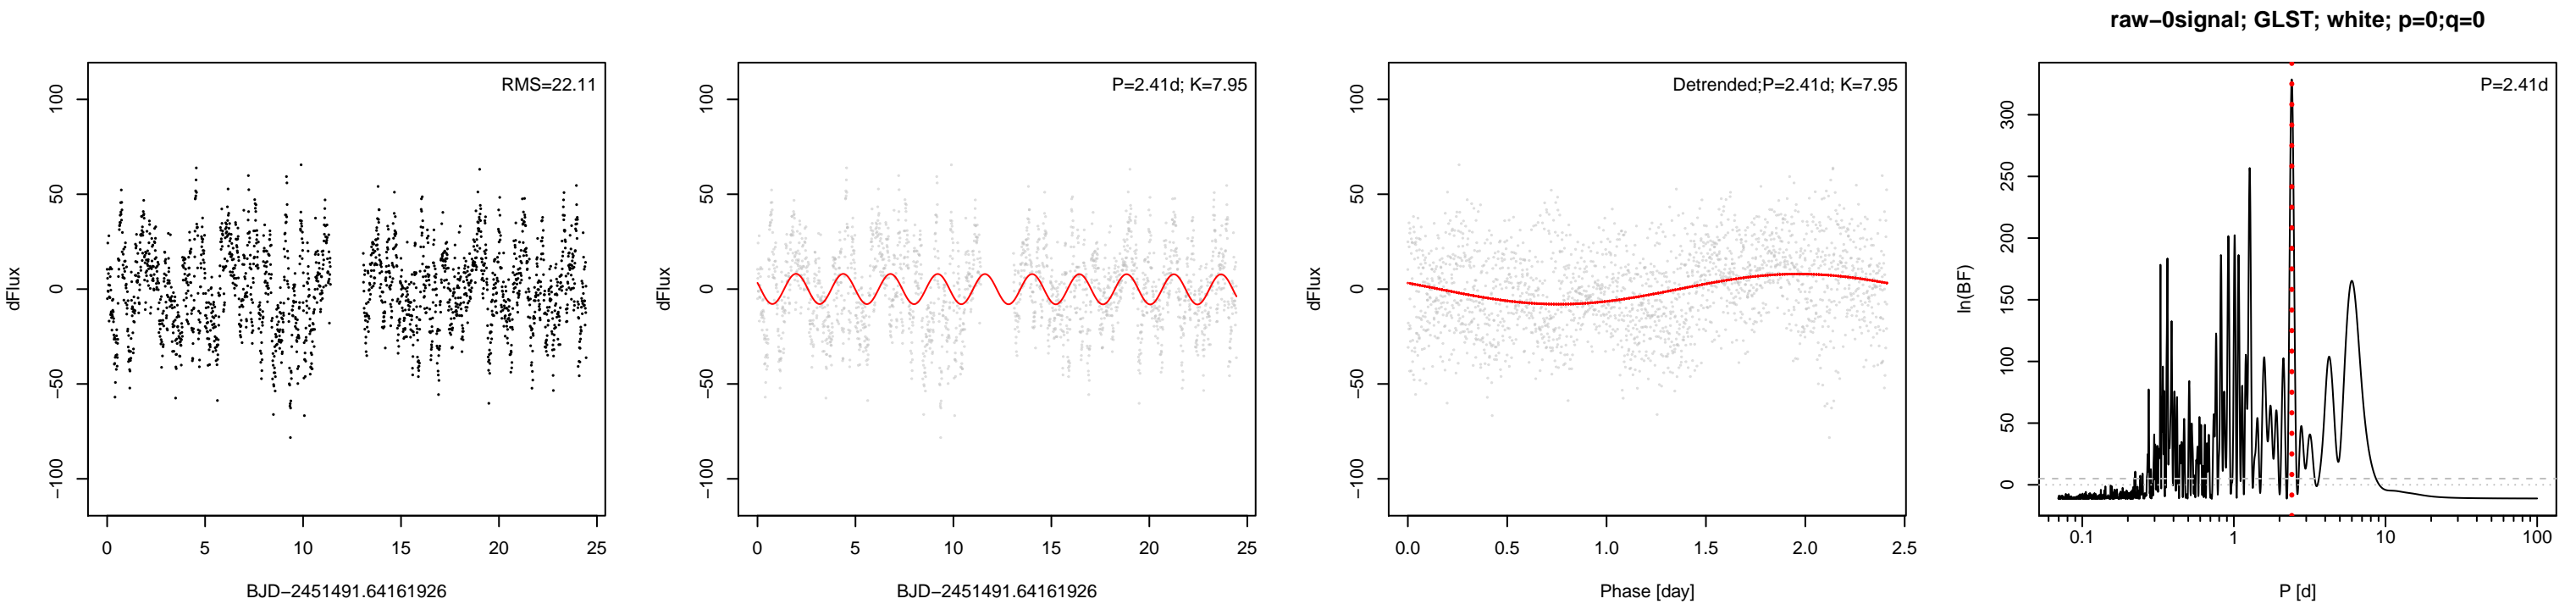 raw−0signal; GLST; white; p=0;q=0
RMS=22.11
dFlux
100
50
0
−50
−100
0 5 10 15 20 25
BJD−2451491.64161926
P=2.41d; K=7.95
dFlux
100
50
0
−50
−100
0 5 10 15 20 25
BJD−2451491.64161926
Detrended;P=2.41d; K=7.95
dFlux
100
50
0
−50
−100
0.0 0.5 1.0 1.5 2.0 2.5
Phase [day]
P=2.41d
ln(BF)
300
250
200
150
100
50
0
0.1 1 10 100
P [d]